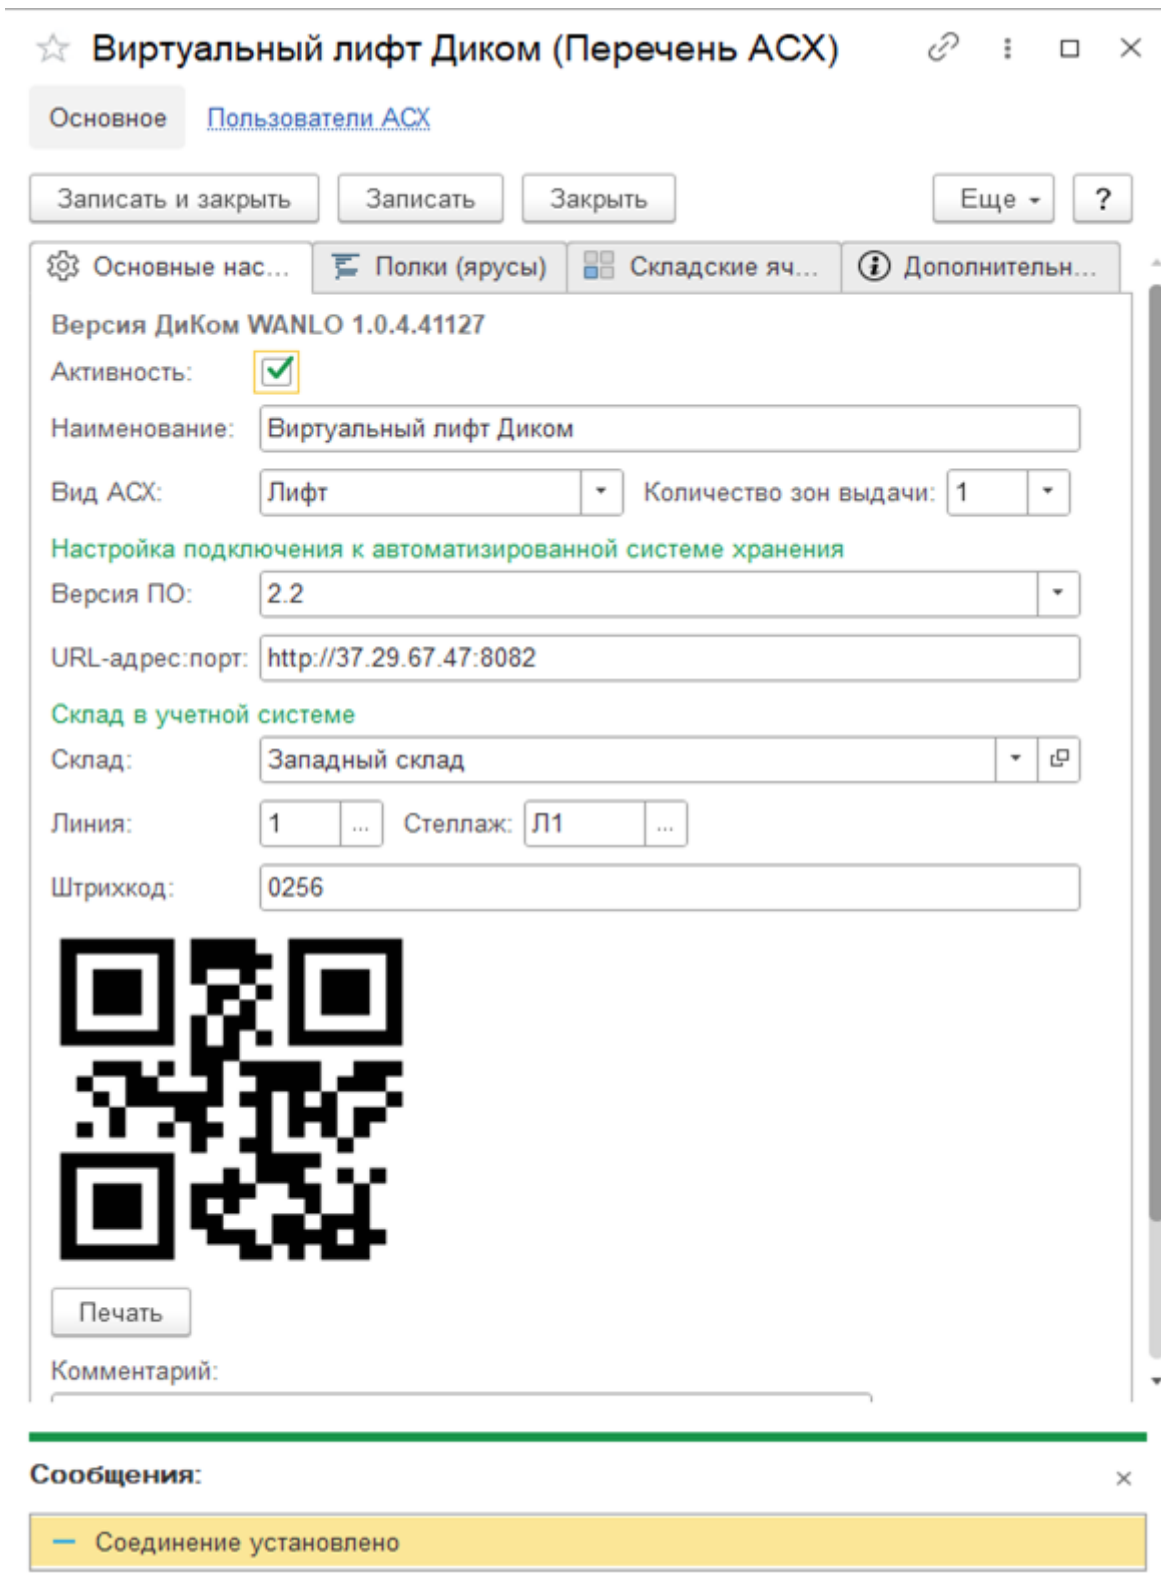 Виртуальный лифт Диком (Перечень АСХ)
Основное Пользователи АСХ
Записать и закрыть Записать Закрыть Еще ?
Основные нас... Полки (ярусы) Складские яч... Дополнительн...
Версия ДиКом WANLO 1.0.4.41127
Активность:
Наименование: Виртуальный лифт Диком
Вид АСХ: Лифт Количество зон выдачи: 1
Настройка подключения к автоматизированной системе хранения
Версия ПО: 2.2
URL-адрес:порт: http://37.29.67.47:8082
Склад в учетной системе
Склад: Западный склад
Линия: 1 ... Стеллаж: Л1 ...
Штрихкод: 0256
Печать
Комментарий:
Сообщения:
Соединение установлено